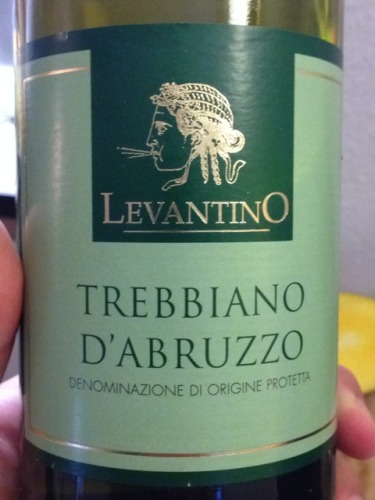 LEVANTINO
TREBBIANO
D'ABRUZZO
DENOMINAZIONE DI ORIGINE PROTETTA